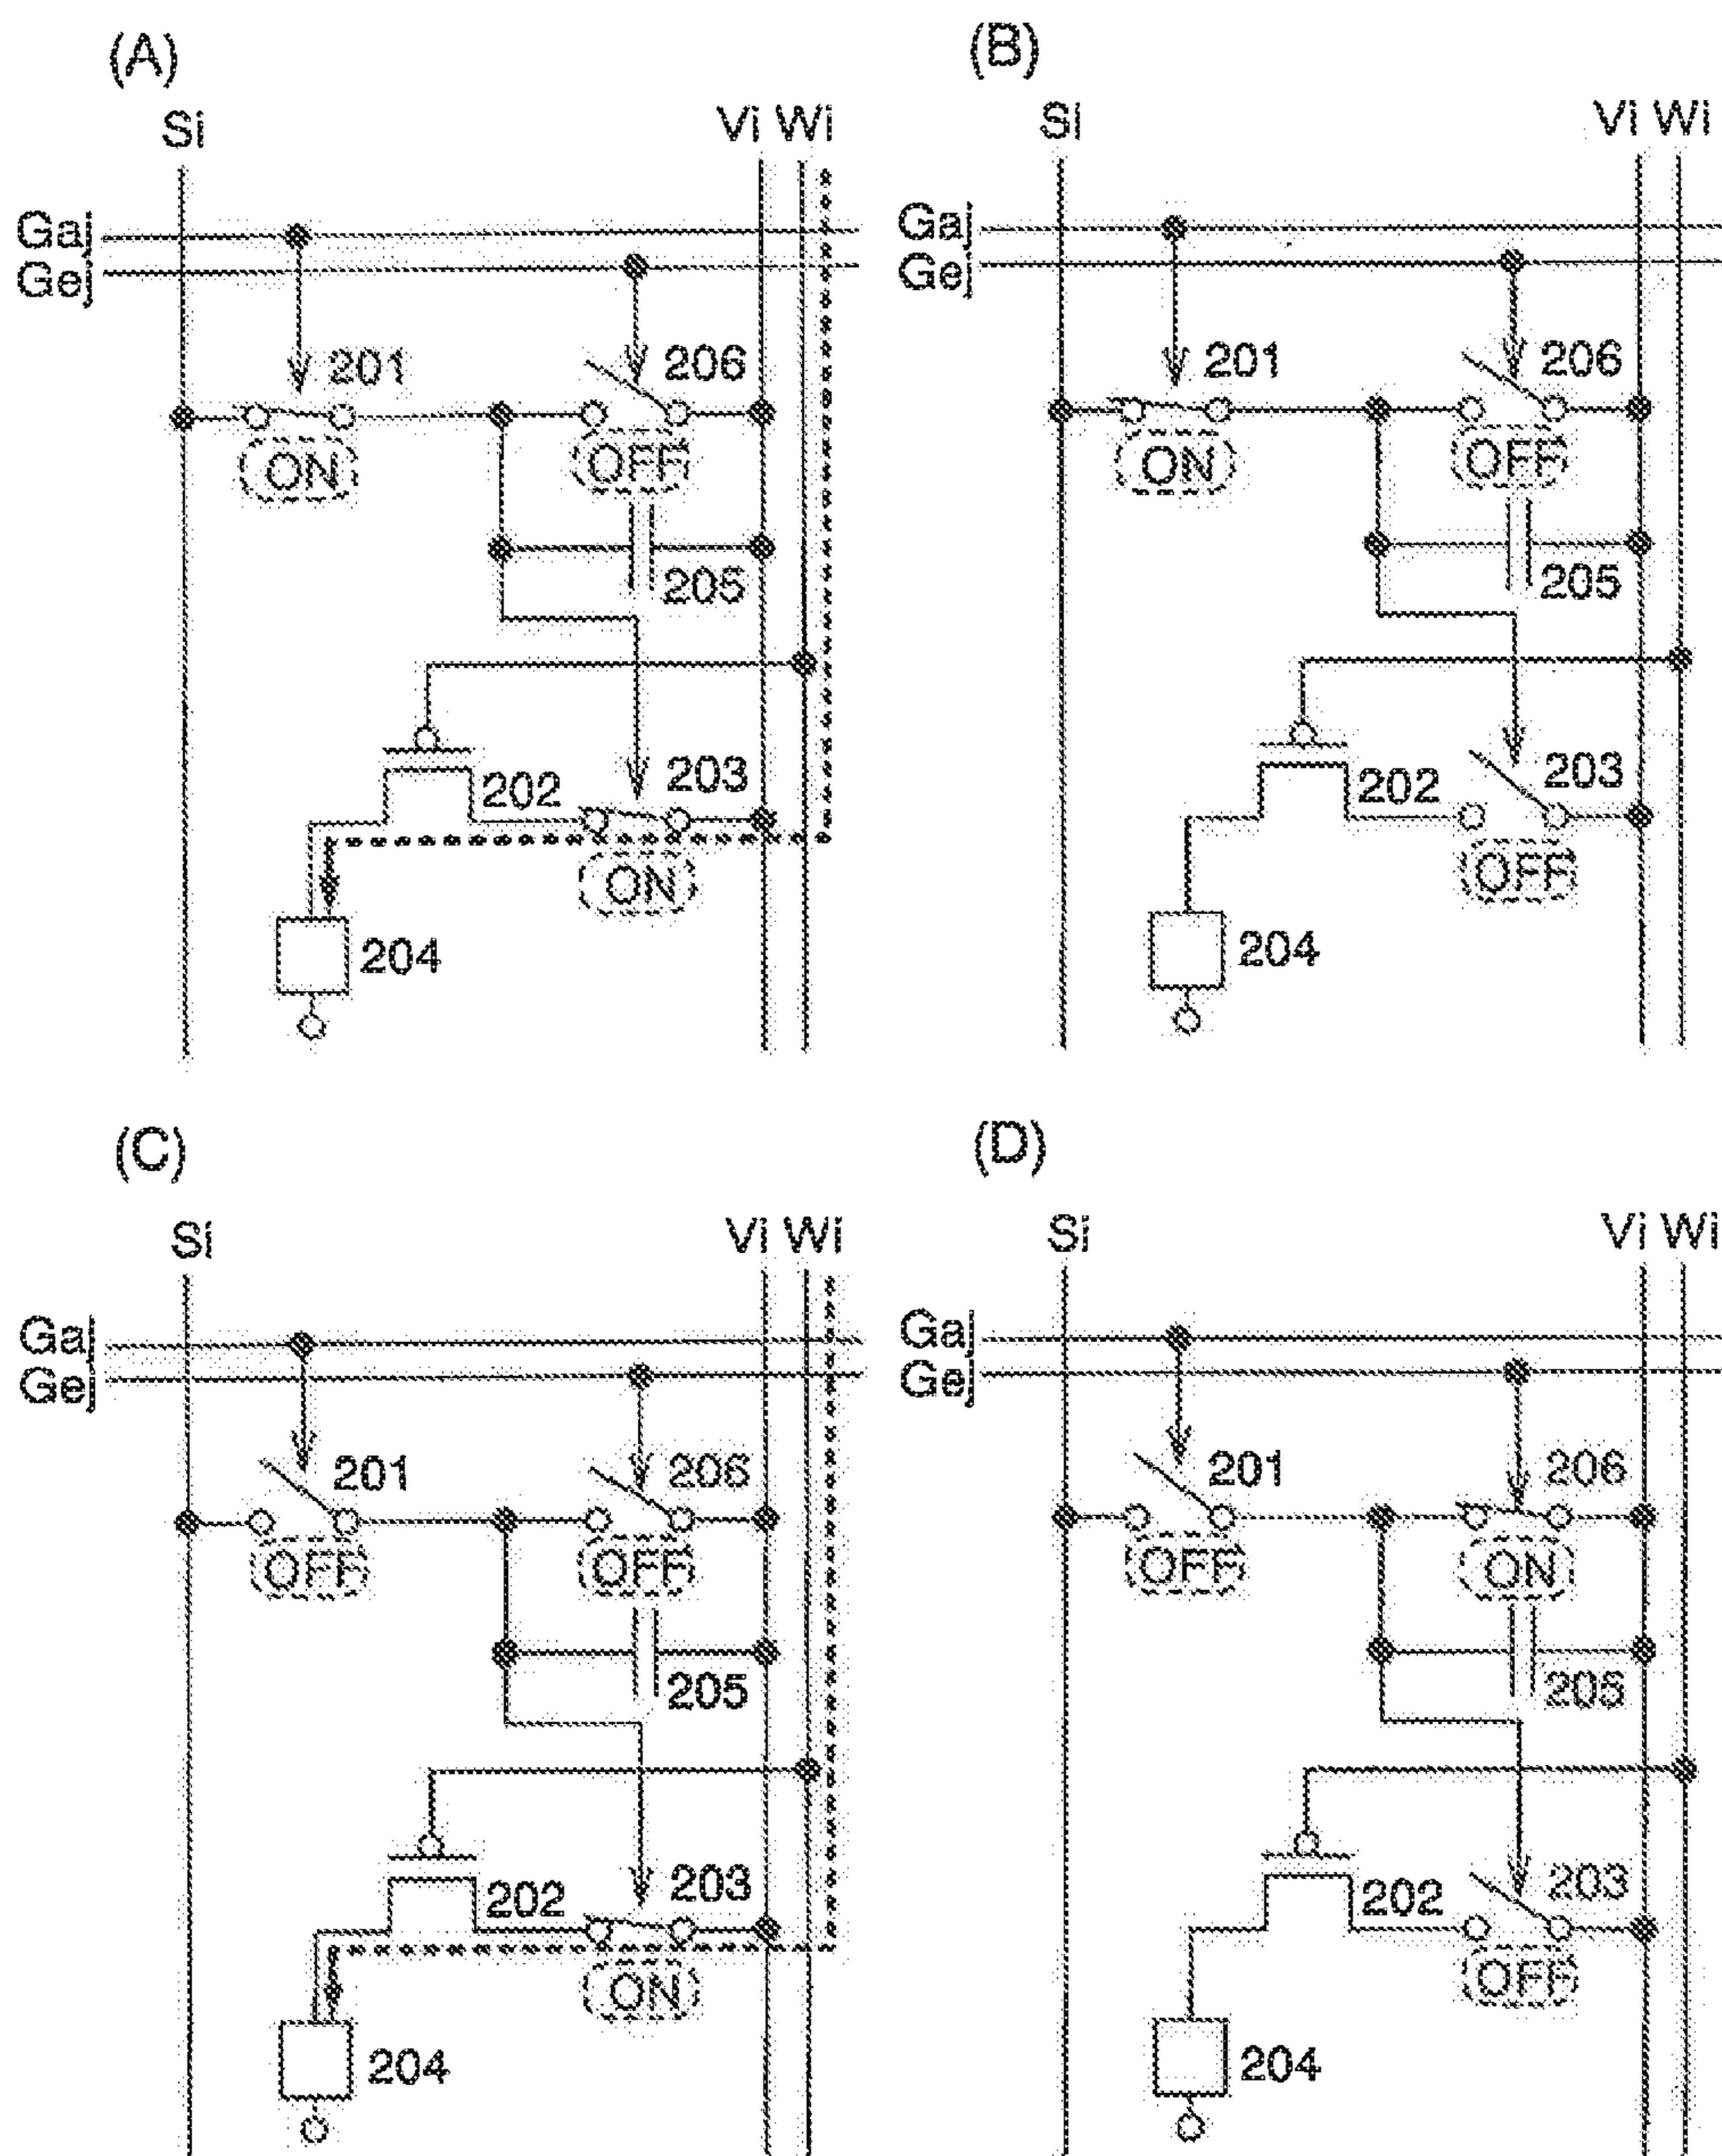 (A)
Si Vi Wi
Gaj
Gej
201 206
ON OFF
205
202 203
ON
204
(B)
Si Vi Wi
Gaj
Gej
201 206
ON OFF
205
202 203
OFF
204
(C)
Si Vi Wi
Gaj
Gej
201 206
OFF OFF
205
202 203
ON
204
(D)
Si Vi Wi
Gaj
Gej
201 206
OFF ON
205
202 203
OFF
204